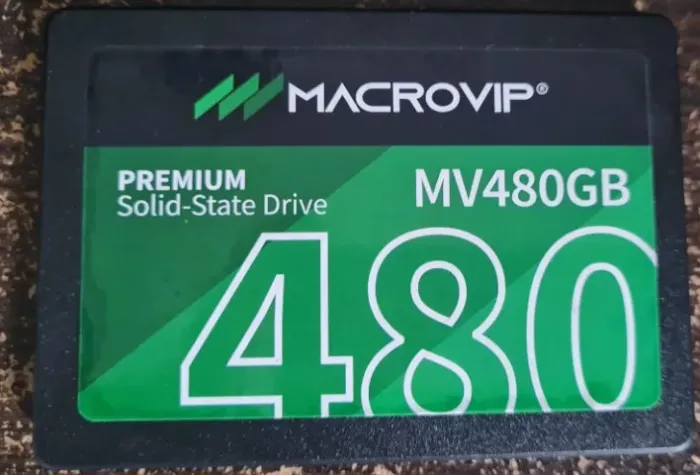 MACROVIP®
PREMIUM
Solid-State Drive
MV480GB
480